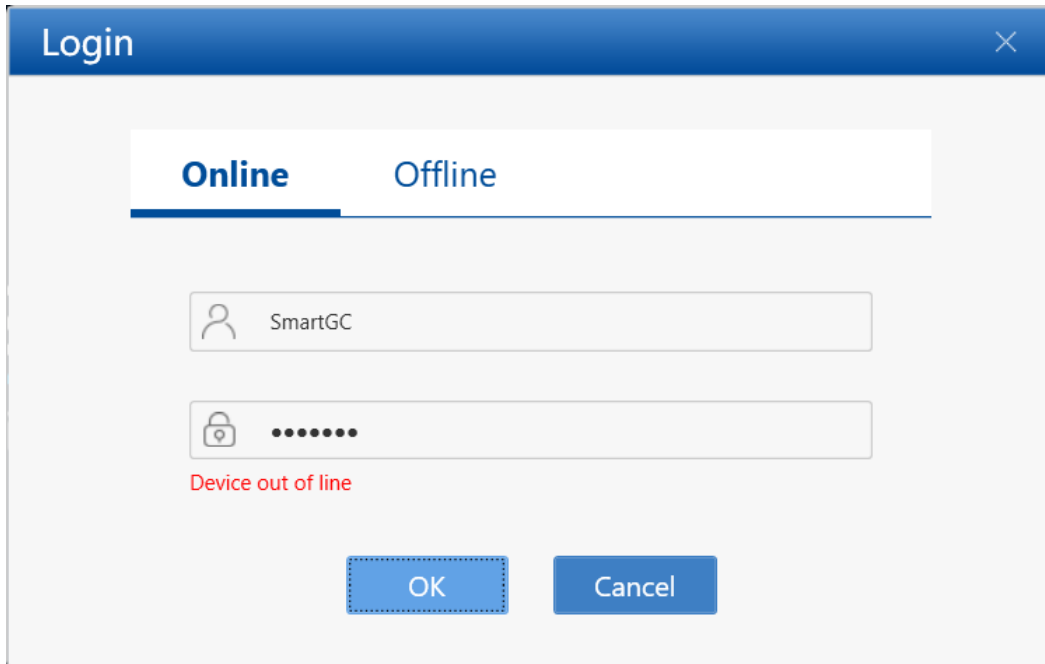 Login
Online Offline
SmartGC
•••••••
Device out of line
OK Cancel